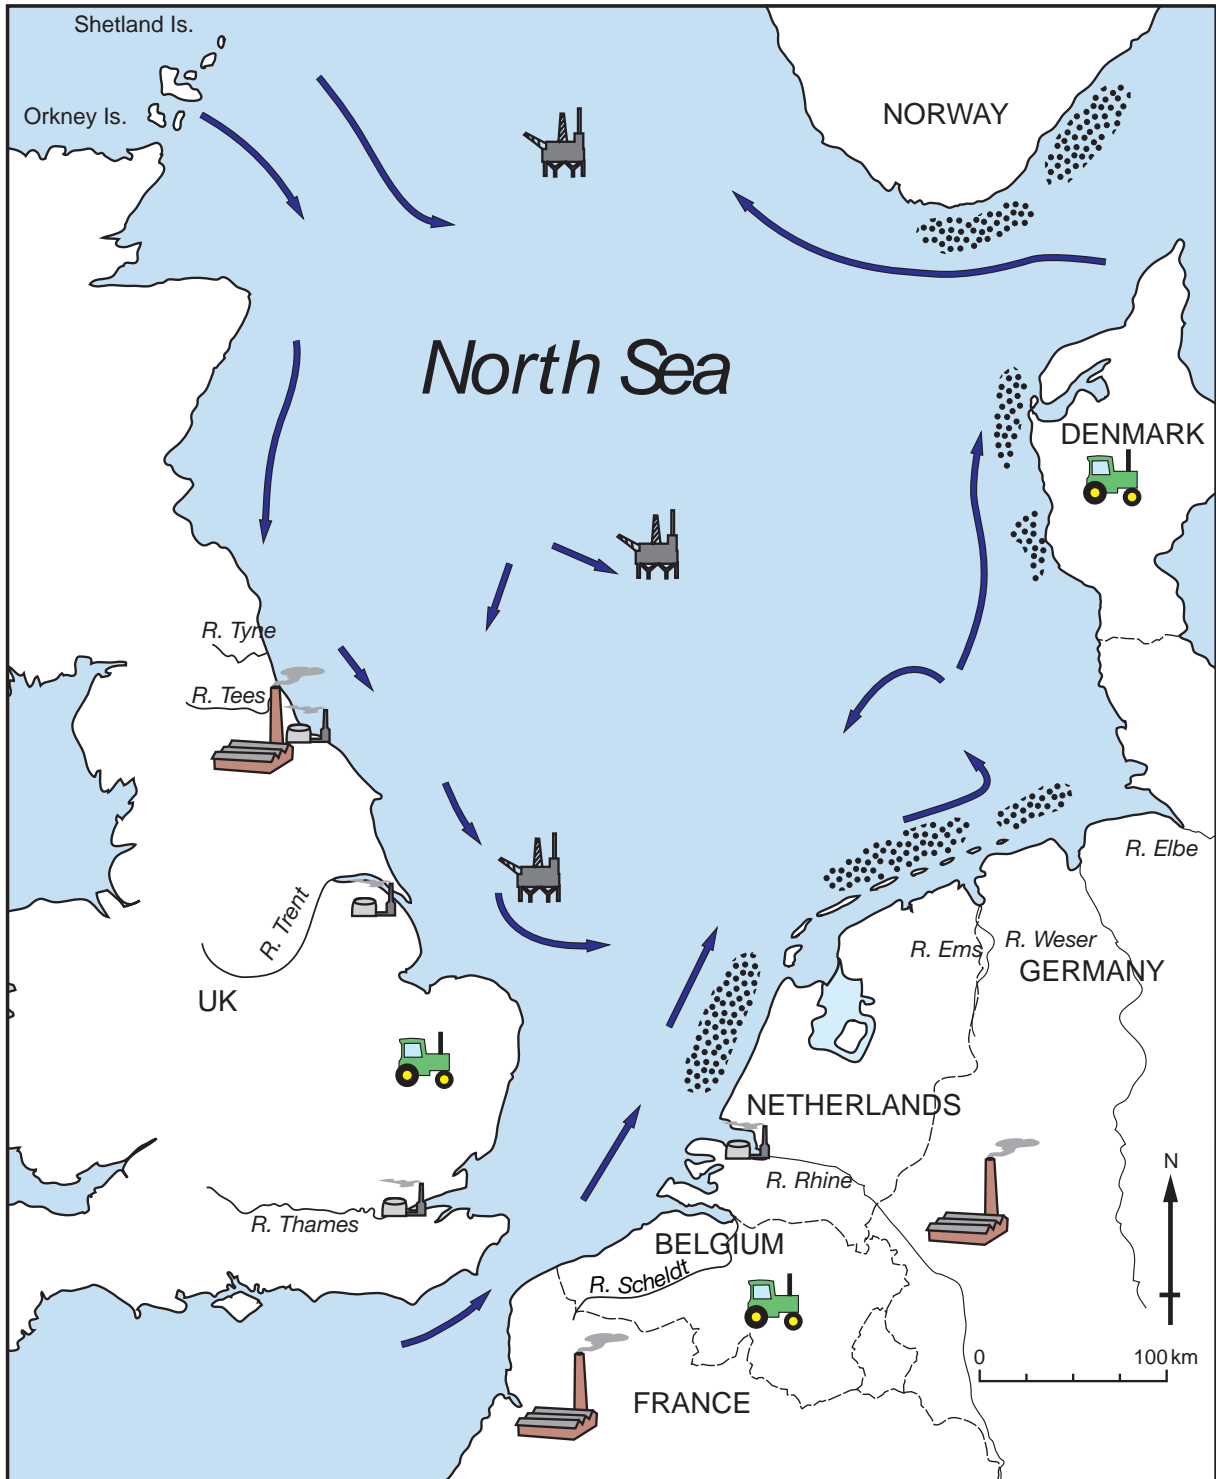 Shetland Is.
Orkney Is.
NORWAY
North Sea
DENMARK
R. Tyne
R. Tees
R. Elbe
R. Trent
R. Ems
R. Weser
GERMANY
UK
NETHERLANDS
N
R. Rhine
R. Thames
BELGIUM
R. Scheldt
0
100 km
FRANCE